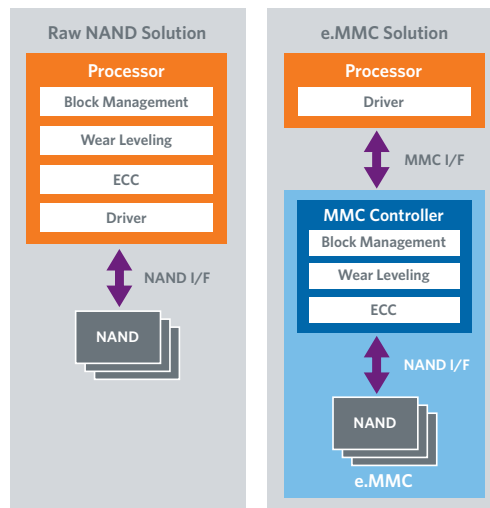 Raw NAND Solution
Processor
Block Management
Wear Leveling
ECC
Driver
NAND I/F
NAND
e.MMC Solution
Processor
Driver
MMC I/F
MMC Controller
Block Management
Wear Leveling
ECC
NAND I/F
NAND
e.MMC